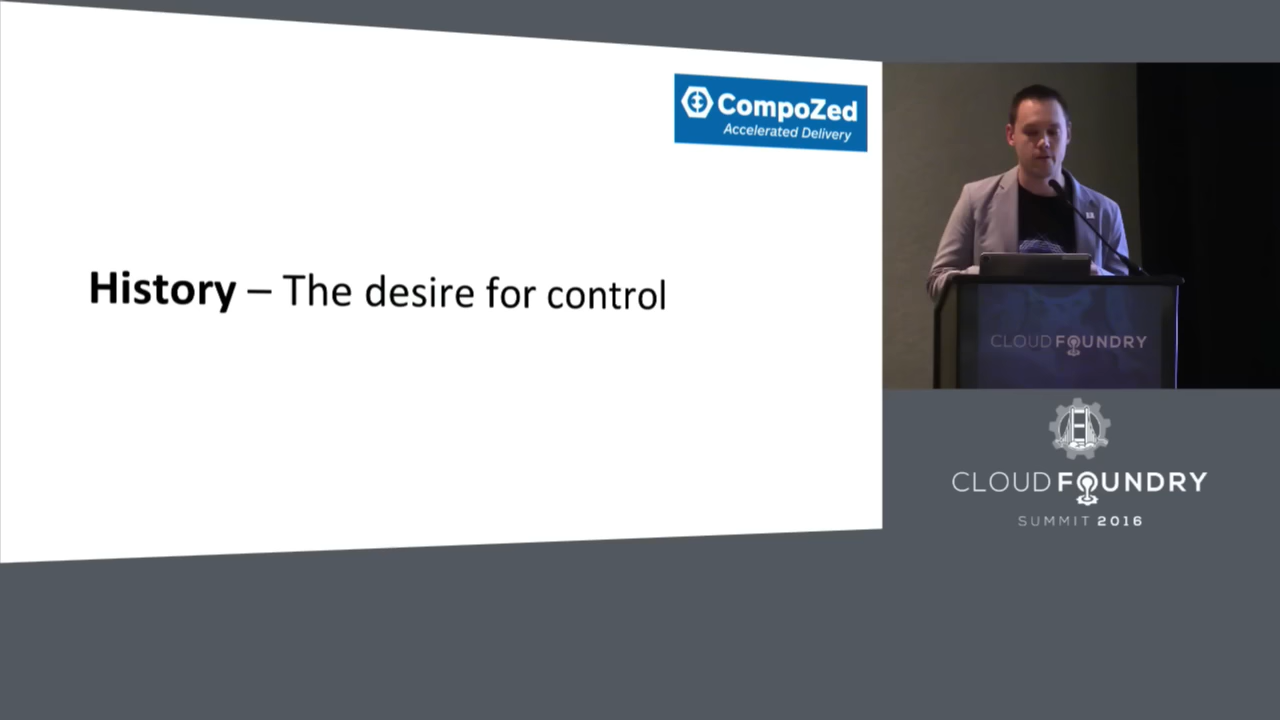 CompoZed
Accelerated Delivery
History – The desire for control
CLOUD FOUNDRY
CLOUD FOUNDRY
SUMMIT 2016